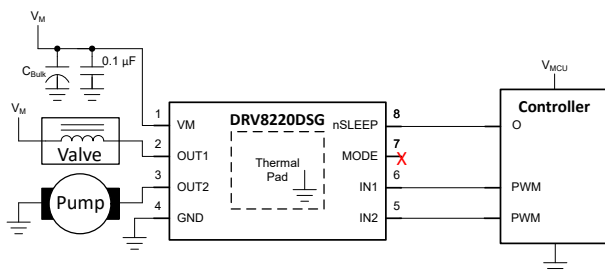 VM
CBulk
0.1 µF
VM
Valve
Pump
1
2
3
4
DRV8220DSG
VM
OUT1
OUT2
GND
Thermal
Pad
nSLEEP
MODE
IN1
IN2
8
7
6
5
X
VMCU
Controller
O
PWM
PWM